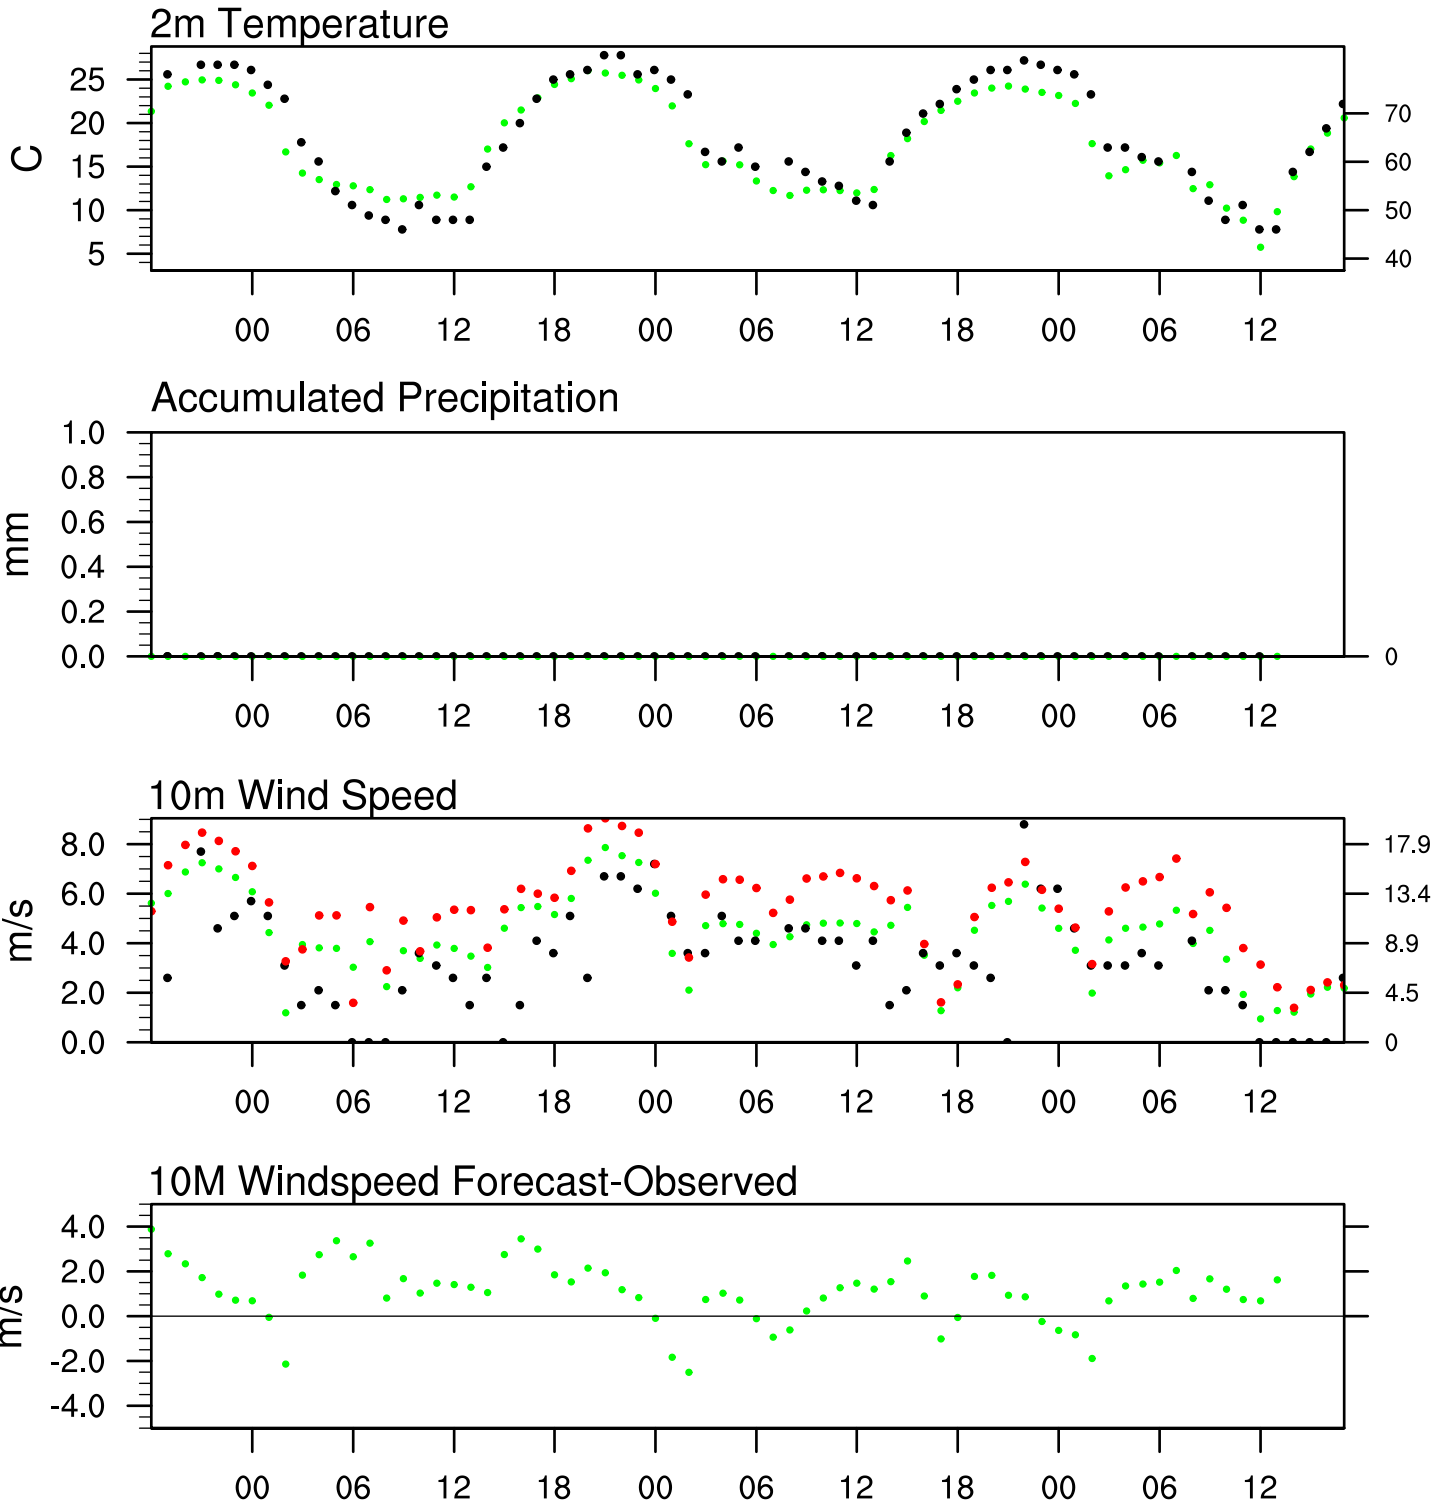 2m Temperature
C
25
20
15
10
5
70
60
50
40
00 06 12 18 00 06 12 18 00 06 12
Accumulated Precipitation
mm
1.0
0.8
0.6
0.4
0.2
0.0
0
00 06 12 18 00 06 12 18 00 06 12
10m Wind Speed
m/s
8.0
6.0
4.0
2.0
0.0
17.9
13.4
8.9
4.5
0
00 06 12 18 00 06 12 18 00 06 12
10M Windspeed Forecast-Observed
m/s
4.0
2.0
0.0
-2.0
-4.0
00 06 12 18 00 06 12 18 00 06 12